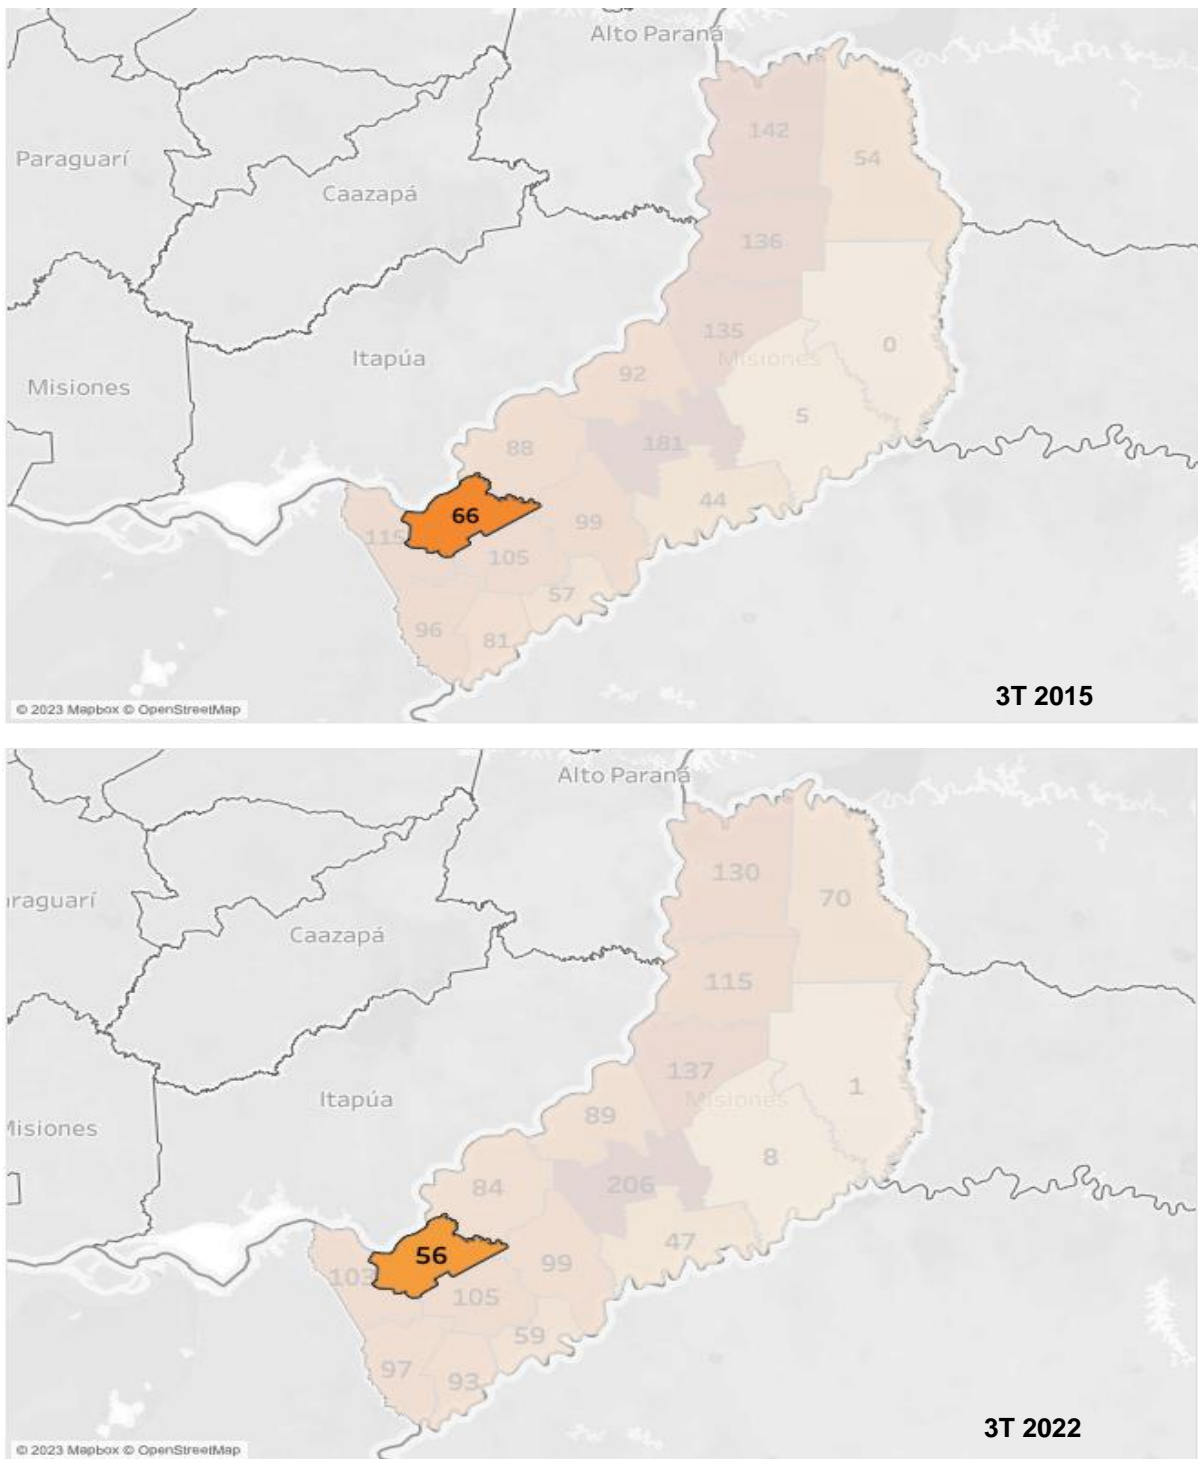 Alto Paraná
142
54
Paraguarí
Caazapá
136
135
0
Itapúa
Misiones
92
Misiones
5
88
181
44
66
99
115
105
57
96
81
3T 2015
© 2023 Mapbox © OpenStreetMap
Alto Paraná
130
70
raguarí
Caazapá
115
137
1
Itapúa
Misiones
89
Misiones
8
84
206
47
56
99
103
105
59
97
93
3T 2022
© 2023 Mapbox © OpenStreetMap